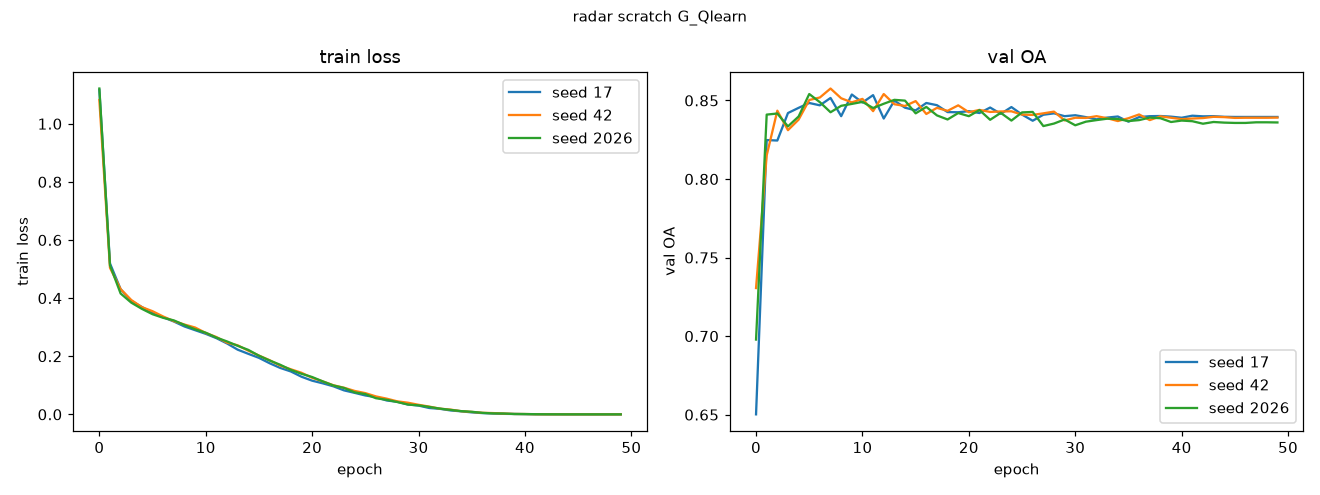 radar scratch G_Qlearn
train loss
train loss
1.0
0.8
0.6
0.4
0.2
0.0
0
10
20
30
40
50
epoch
seed 17
seed 42
seed 2026
val OA
val OA
0.85
0.80
0.75
0.70
0.65
0
10
20
30
40
50
epoch
seed 17
seed 42
seed 2026